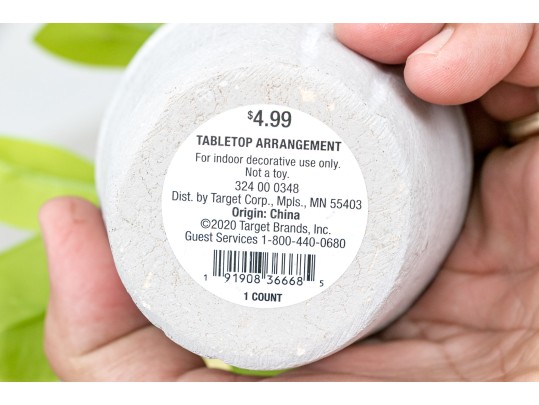 $4.99
TABLETOP ARRANGEMENT
For indoor decorative use only.
Not a toy.
324 00 0348
Dist. by Target Corp., Mpls., MN 55403
Origin: China
©2020 Target Brands, Inc.
Guest Services 1-800-440-0680
1 91908 36668 5
1 COUNT